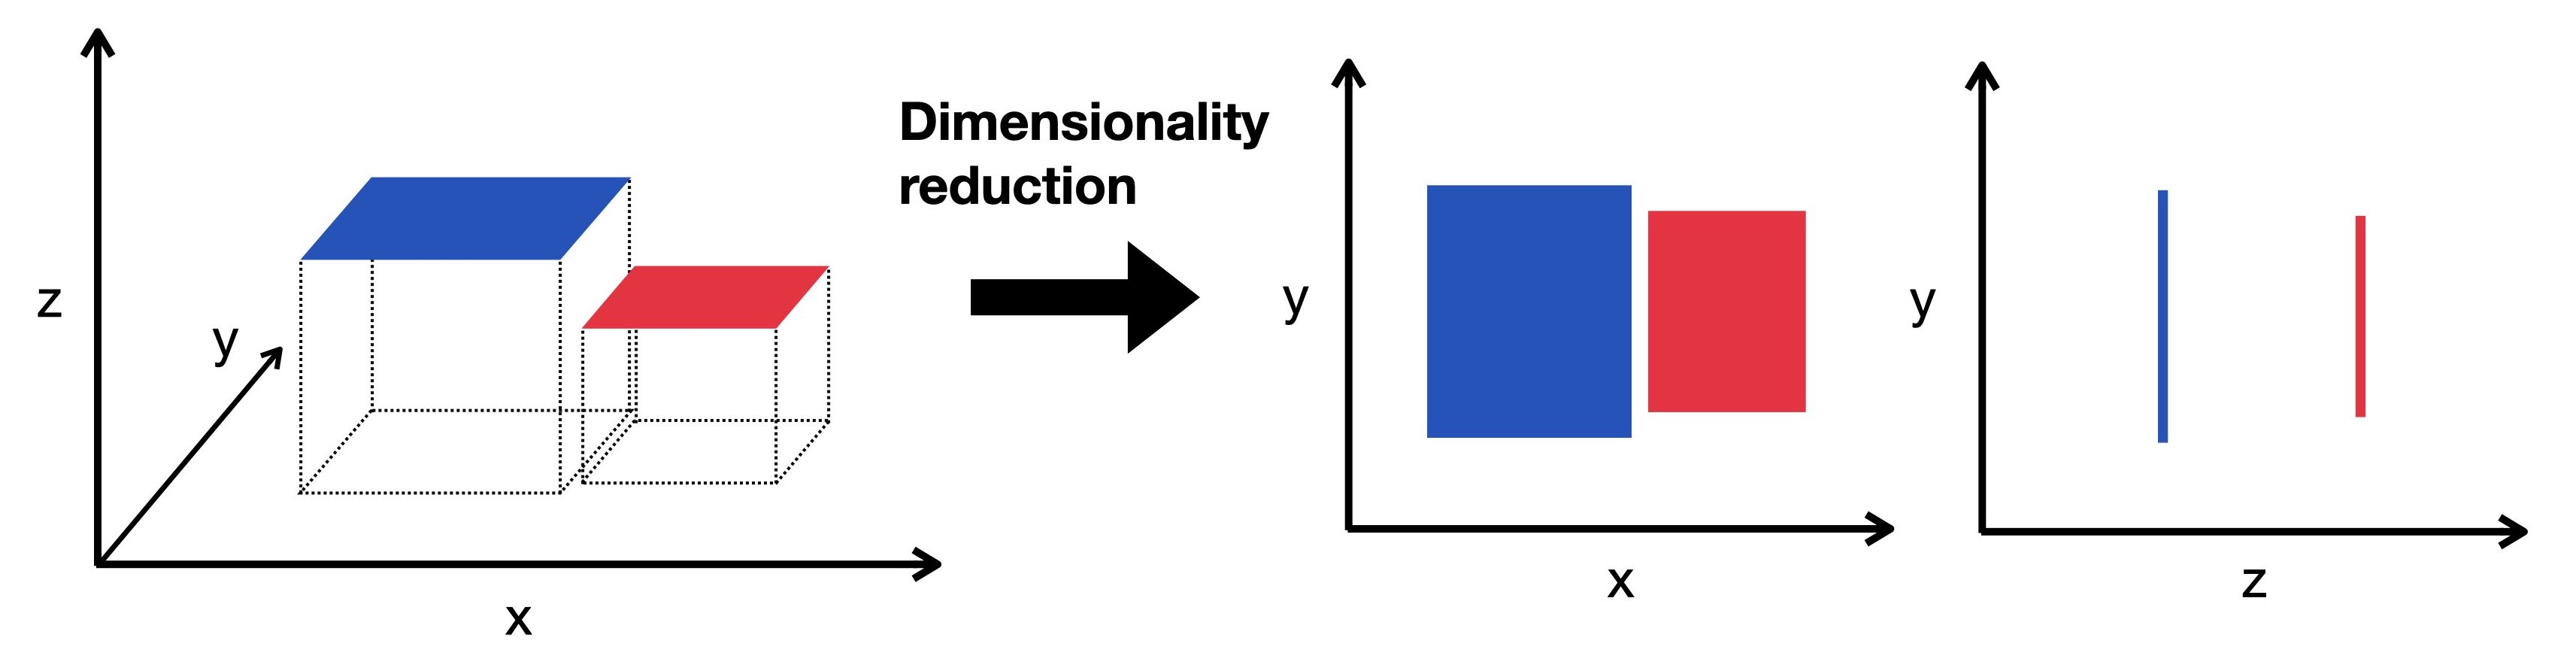 z
y
x
Dimensionality
reduction
y
x
y
z